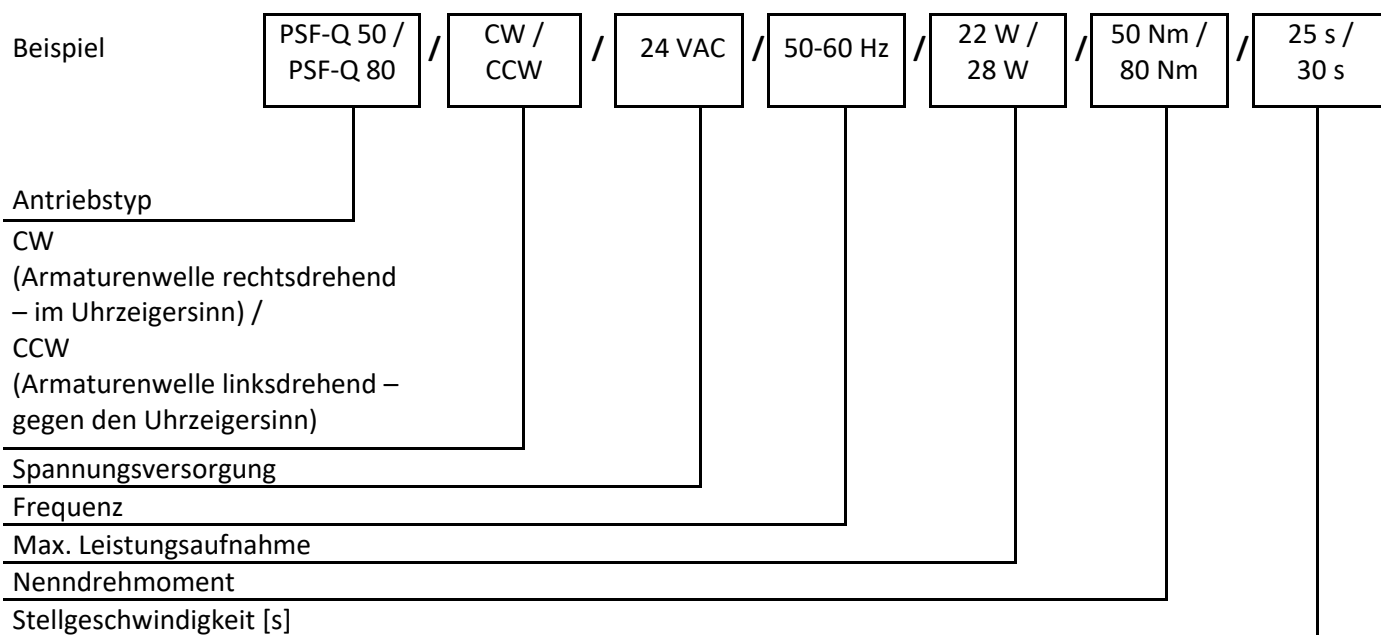 Beispiel PSF-Q 50 / / CW / / 24 VAC / 50-60 Hz / 22 W / / 50 Nm / / 25 s /
PSF-Q 80 CCW 28 W 80 Nm 30 s
Antriebstyp
CW
(Armaturenwelle rechtsdrehend
– im Uhrzeigersinn) /
CCW
(Armaturenwelle linksdrehend –
gegen den Uhrzeigersinn)
Spannungsversorgung
Frequenz
Max. Leistungsaufnahme
Nenndrehmoment
Stellgeschwindigkeit [s]